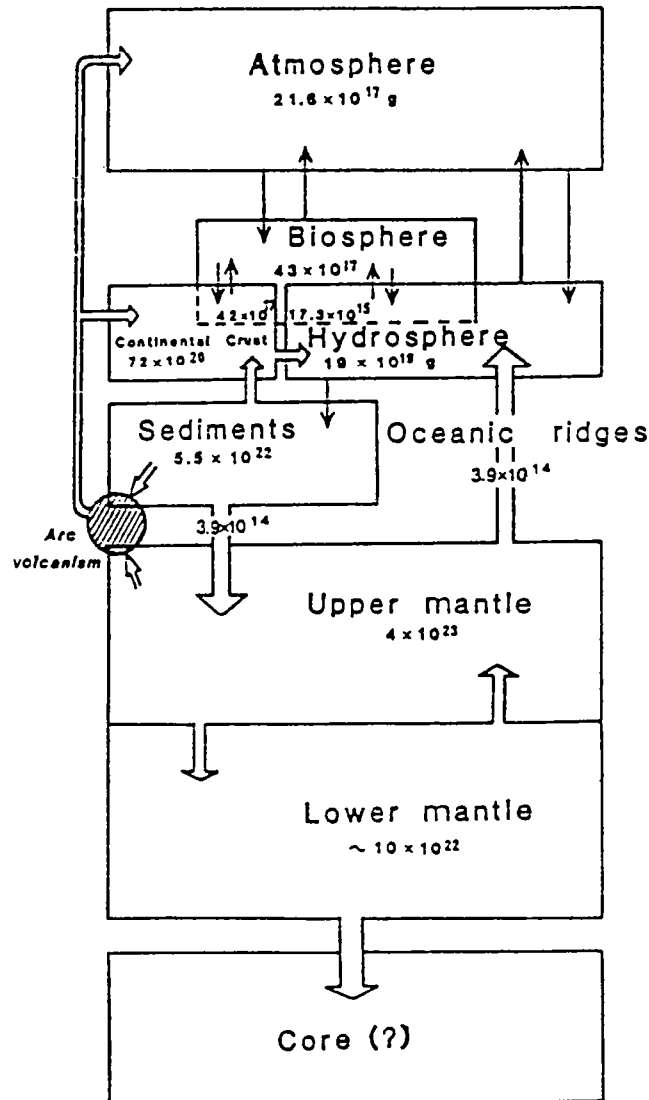 Atmosphere
21.6 × 10¹⁷ g
Biosphere
43 × 10¹⁷
17.3 × 10¹⁵
Continental Crust
72 × 10²⁰
Hydrosphere
19 × 10¹⁹ g
Sediments
5.5 × 10²²
Oceanic ridges
3.9 × 10¹⁴
3.9 × 10¹⁴
Arc
volcanism
Upper mantle
4 × 10²³
Lower mantle
~ 10 × 10²²
Core (?)